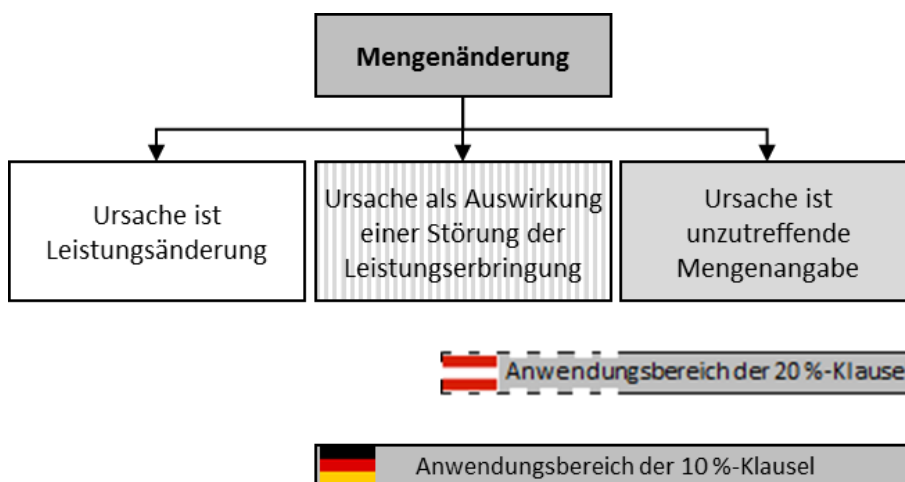 Mengenänderung
Ursache ist
Leistungsänderung
Ursache als Auswirkung
einer Störung der
Leistungserbringung
Ursache ist
unzutreffende
Mengenangabe
Anwendungsbereich der 20 %-Klausel
Anwendungsbereich der 10 %-Klausel